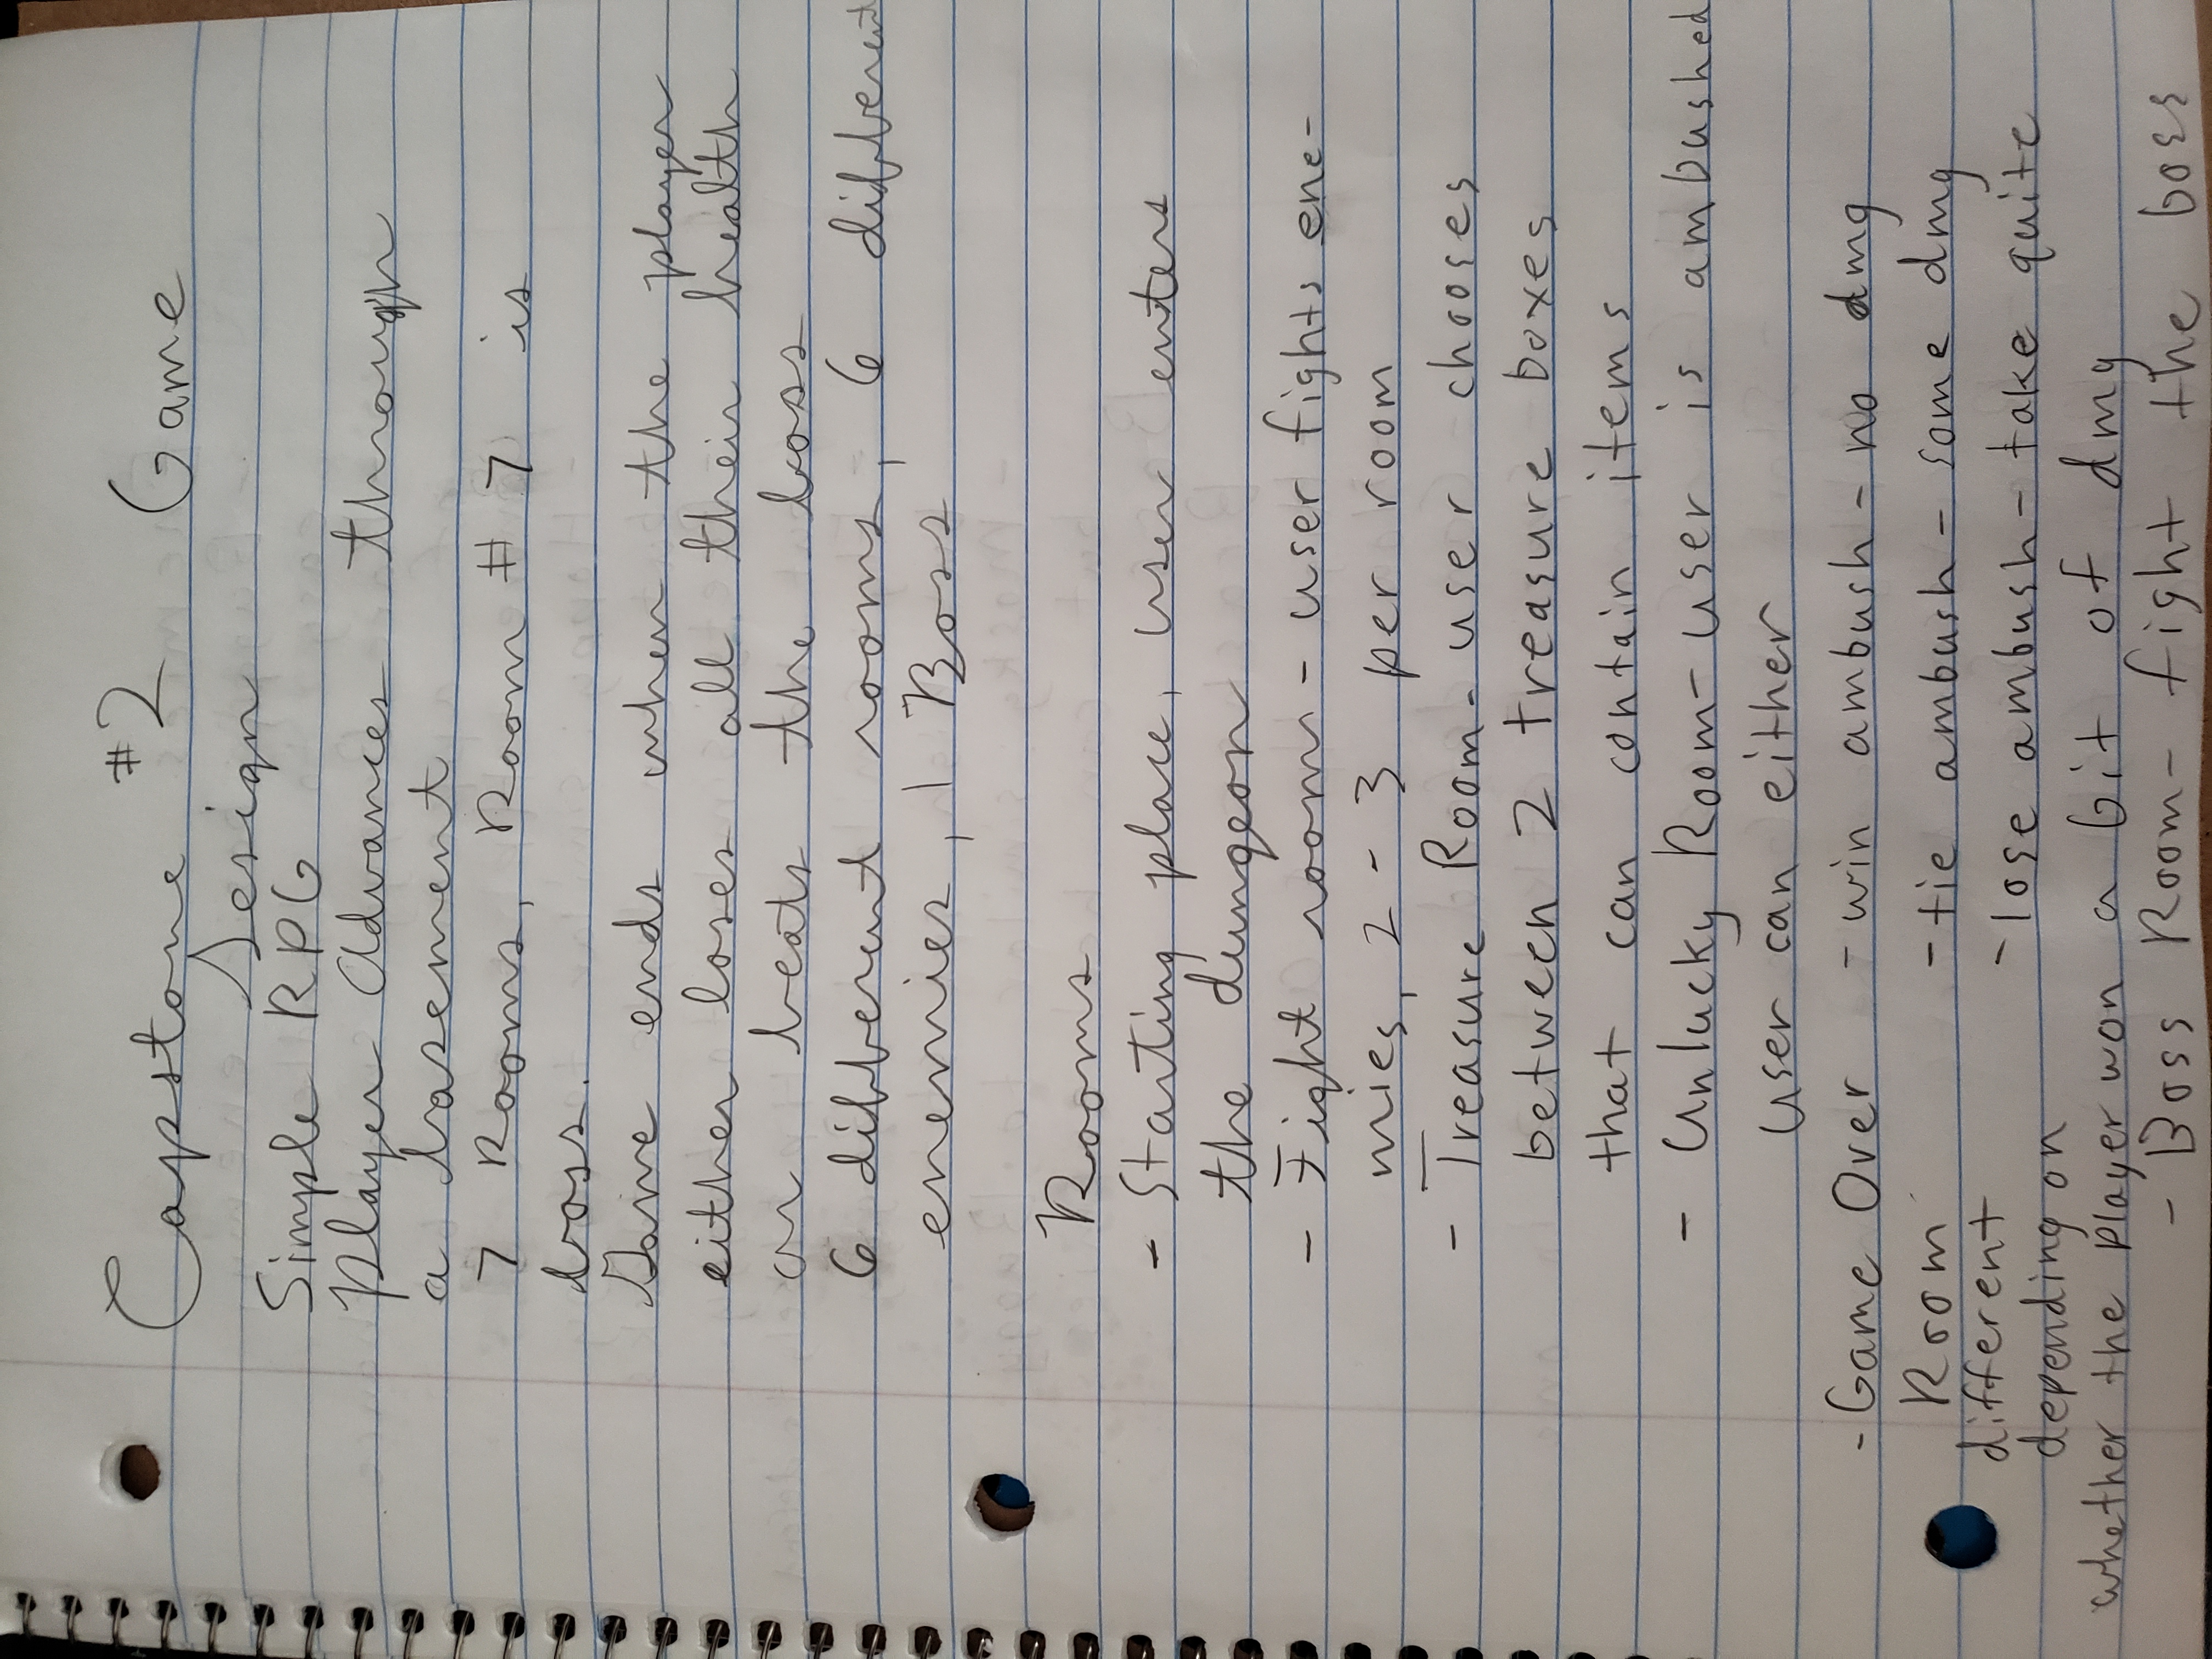 Capstone #2 Game
Design
Simple RPG
Player Advances through
a basement
7 Rooms, Room # 7 is
boss.
Game ends when the player
either loses all their health
or beats the boss
6 different rooms, 6 different
enemies, 1 Boss
Rooms
- Starting place, user enters
the dungeon
- Fight room - user fights ene-
mies, 2 - 3 per room
- Treasure Room - user chooses
between 2 treasure boxes
that can contain items
- Unlucky Room - user is ambushed
user can either
- win ambush - no dmg
- tie ambush - some dmg
- lose ambush - take quite
a bit of dmg
- Game Over
Room
different
depending on
whether the player won
- Boss Room - fight the boss